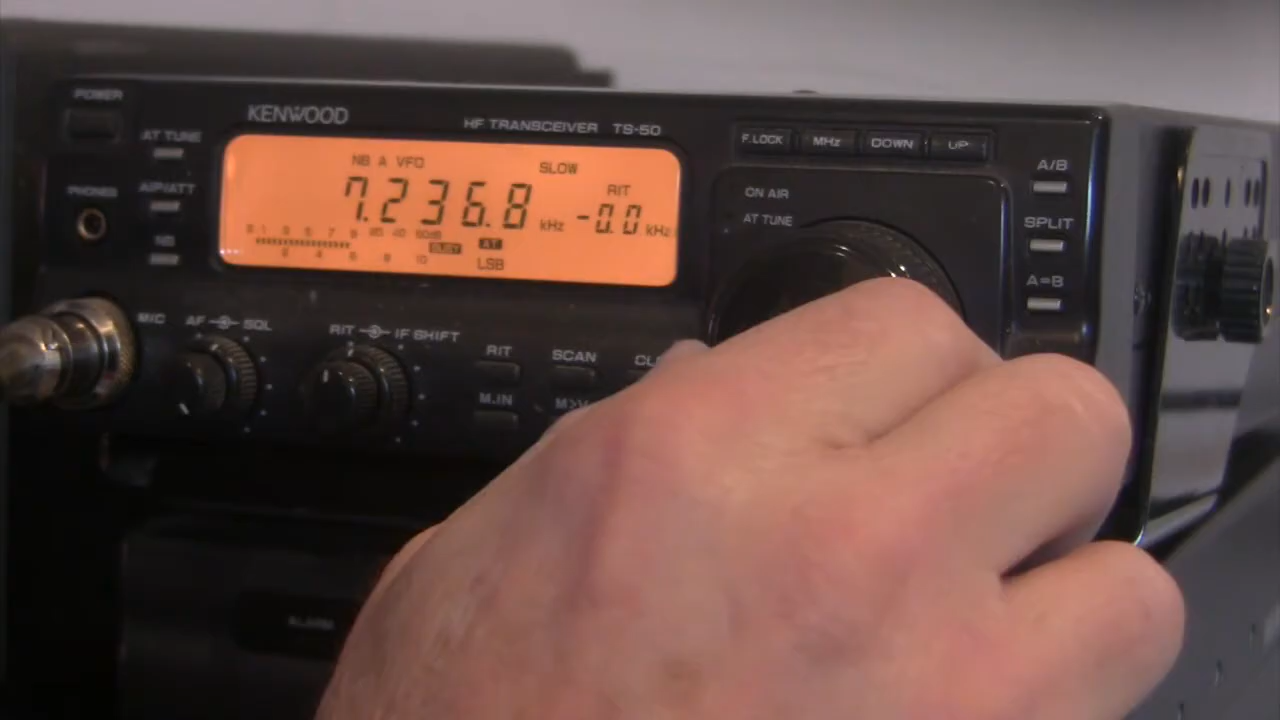 POWER
KENWOOD
HF TRANSCEIVER TS-50
AT TUNE
AIP/ATT
NB
PHONES
NB A VFO
SLOW
RIT
7.236.8 kHz -0.0 kHz
S 1 3 5 7 9 20 40 60dB
BUSY AT
2 4 6 8 10
LSB
F.LOCK MHz DOWN UP
ON AIR
AT TUNE
A/B
SPLIT
A=B
MIC AF SQL
RIT IF SHIFT
RIT SCAN
M.IN
ALARM